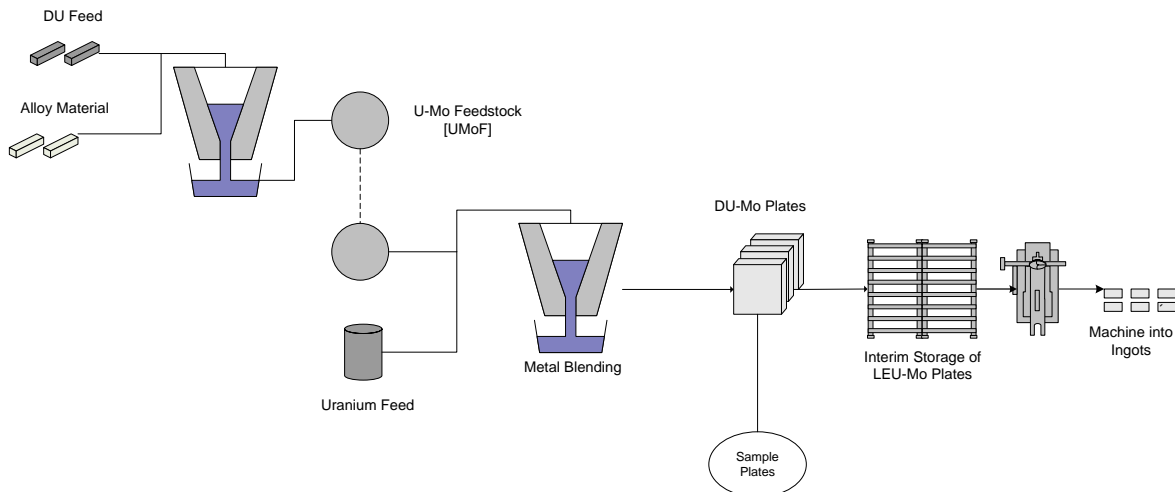 DU Feed
Alloy Material
U-Mo Feedstock
[UMoF]
Uranium Feed
Metal Blending
DU-Mo Plates
Sample
Plates
Interim Storage of
LEU-Mo Plates
Machine into
Ingots